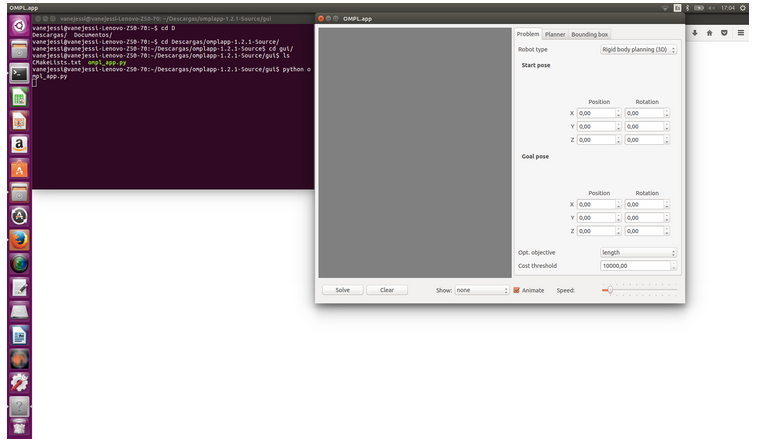 OMPL.app
17:04
vanejessi@vanejessi-Lenovo-Z50-70: ~/Descargas/omplapp-1.2.1-Source/gui
vanejessi@vanejessi-Lenovo-Z50-70:~$ cd D
Descargas/ Documentos/
vanejessi@vanejessi-Lenovo-Z50-70:~$ cd Descargas/omplapp-1.2.1-Source/
vanejessi@vanejessi-Lenovo-Z50-70:~/Descargas/omplapp-1.2.1-Source$ cd gui/
vanejessi@vanejessi-Lenovo-Z50-70:~/Descargas/omplapp-1.2.1-Source/gui$ ls
CMakeLists.txt ompl_app.py
vanejessi@vanejessi-Lenovo-Z50-70:~/Descargas/omplapp-1.2.1-Source/gui$ python o
mpl_app.py
OMPL.app
Problem Planner Bounding box
Robot type Rigid body planning (3D)
Start pose
Position Rotation
X 0,00 0,00
Y 0,00 0,00
Z 0,00 0,00
Goal pose
Position Rotation
X 0,00 0,00
Y 0,00 0,00
Z 0,00 0,00
Opt. objective length
Cost threshold 10000,00
Solve Clear Show: none Animate Speed: